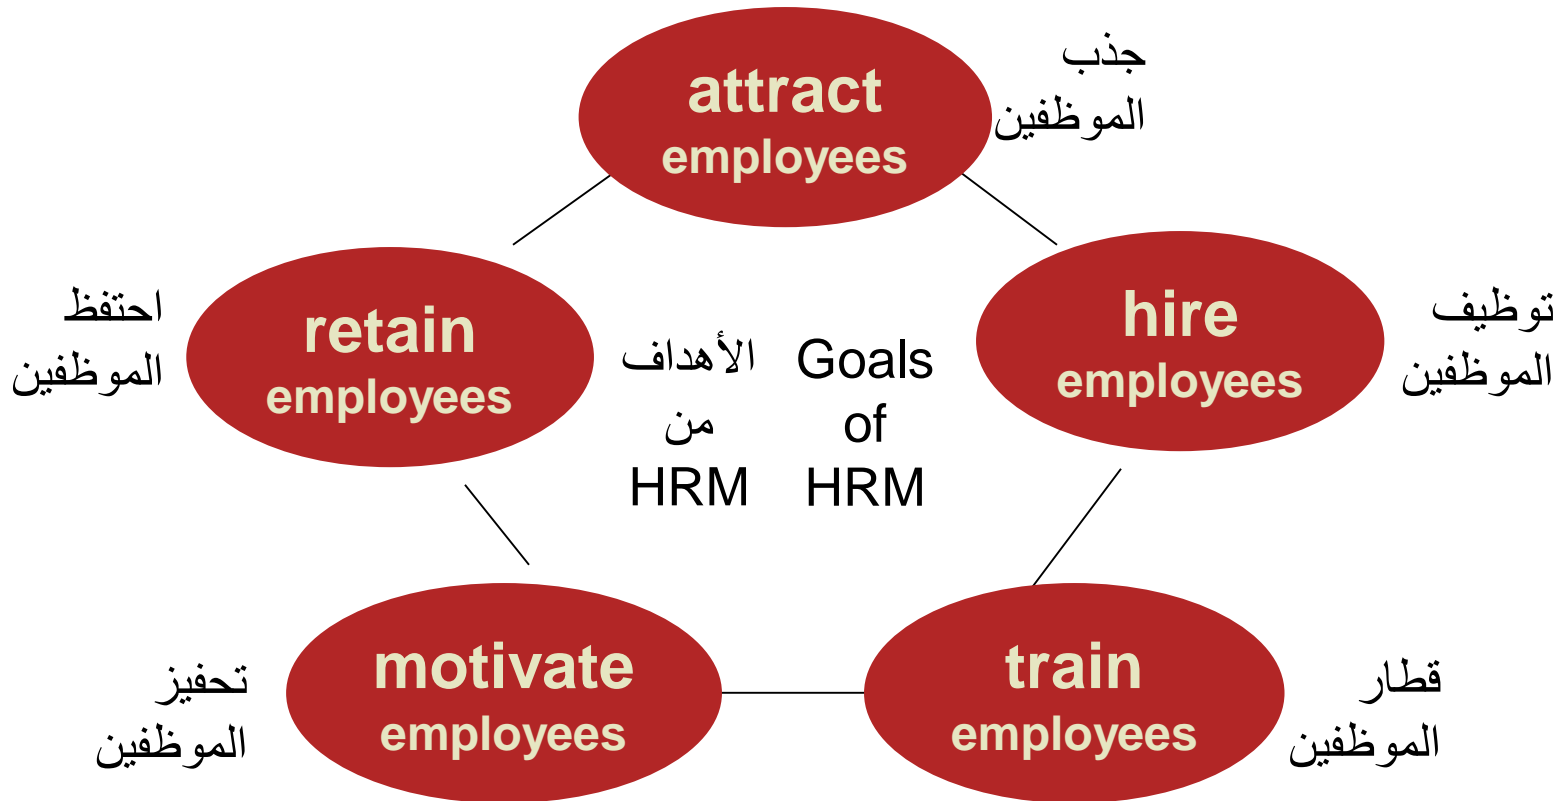 attract
employees
جذب
الموظفين
retain
employees
احتفظ
الموظفين
الأهداف
من
HRM
Goals
of
HRM
hire
employees
توظيف
الموظفين
motivate
employees
تحفيز
الموظفين
train
employees
قطار
الموظفين